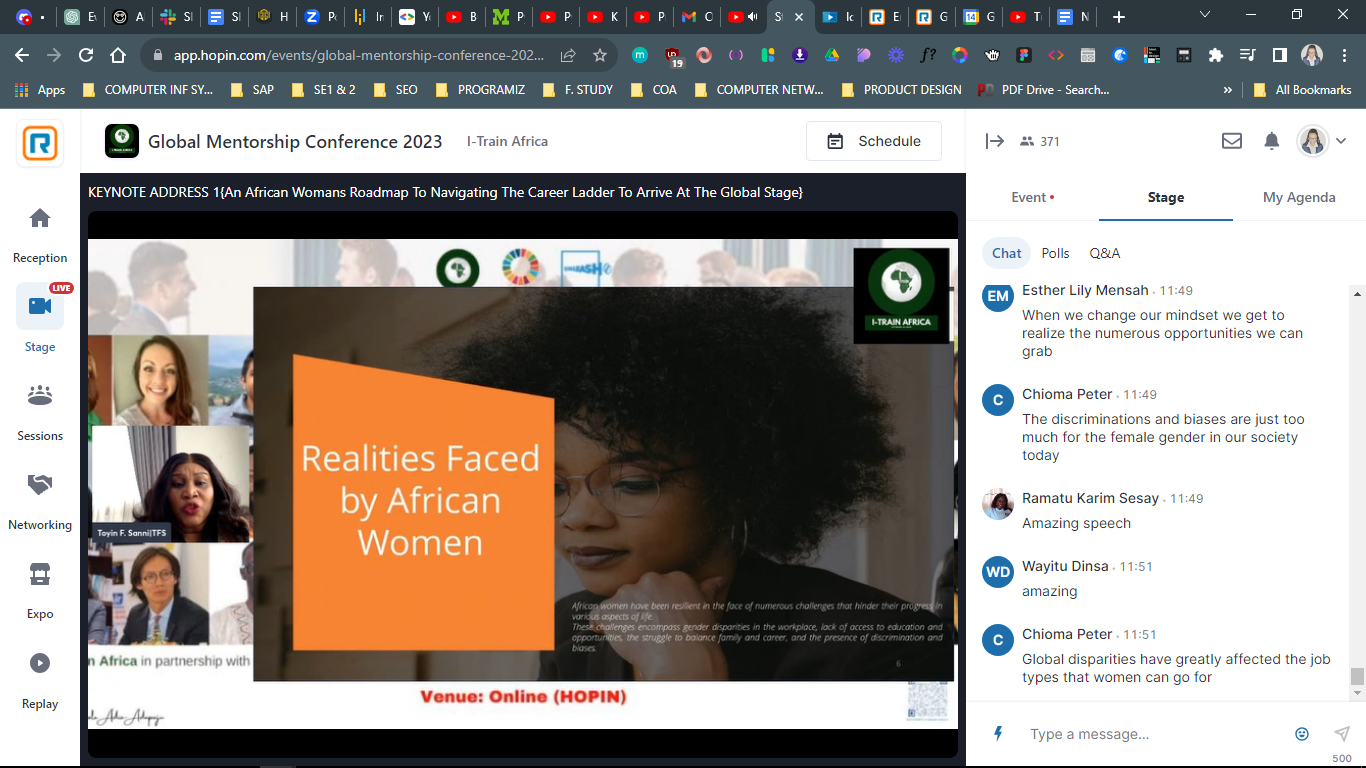 Ev
A
Sl
Sl
H
Po
In
Yo
B
P
P
K
P
C
Y
S
Ic
E
G
G
T
N
app.hopin.com/events/global-mentorship-conference-202...
19
Apps
COMPUTER INF SY...
SAP
SE1 & 2
SEO
PROGRAMIZ
F. STUDY
COA
COMPUTER NETW...
PRODUCT DESIGN
PDF Drive - Search...
»
All Bookmarks
Global Mentorship Conference 2023
I-Train Africa
Schedule
371
KEYNOTE ADDRESS 1{An African Womans Roadmap To Navigating The Career Ladder To Arrive At The Global Stage}
Reception
LIVE
Stage
Sessions
Networking
Expo
Replay
I-TRAIN AFRICA
Realities Faced
by African
Women
Toyin F. Sanni|TFS
African women have been resilient in the face of numerous challenges that hinder their progress in
various aspects of life.
These challenges encompass gender disparities in the workplace, lack of access to education and
opportunities, the struggle to balance family and career, and the presence of discrimination and
biases.
6
n Africa in partnership with
Venue: Online (HOPIN)
Event
Stage
My Agenda
Chat
Polls
Q&A
EM
Esther Lily Mensah · 11:49
When we change our mindset we get to
realize the numerous opportunities we can
grab
C
Chioma Peter · 11:49
The discriminations and biases are just too
much for the female gender in our society
today
Ramatu Karim Sesay · 11:49
Amazing speech
WD
Wayitu Dinsa · 11:51
amazing
C
Chioma Peter · 11:51
Global disparities have greatly affected the job
types that women can go for
Type a message...
500